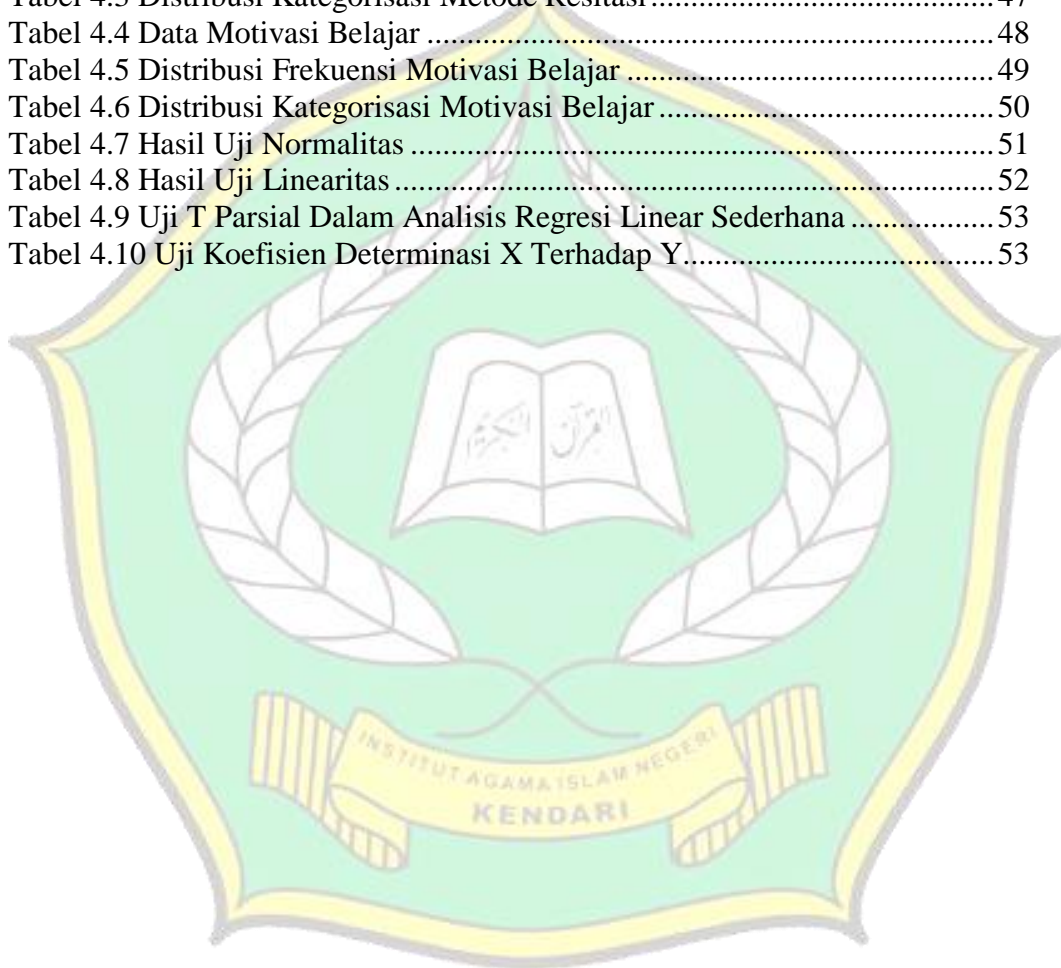 Tabel 4.3 Distribusi Kategorisasi Metode Resitasi.....................................47
Tabel 4.4 Data Motivasi Belajar ..........................................................................48
Tabel 4.5 Distribusi Frekuensi Motivasi Belajar ................................................49
Tabel 4.6 Distribusi Kategorisasi Motivasi Belajar ............................................50
Tabel 4.7 Hasil Uji Normalitas .............................................................................51
Tabel 4.8 Hasil Uji Linearitas ...............................................................................52
Tabel 4.9 Uji T Parsial Dalam Analisis Regresi Linear Sederhana ...............53
Tabel 4.10 Uji Koefisien Determinasi X Terhadap Y.................................53
القرآن الكريم
INSTITUT AGAMA ISLAM NEGERI
KENDARI